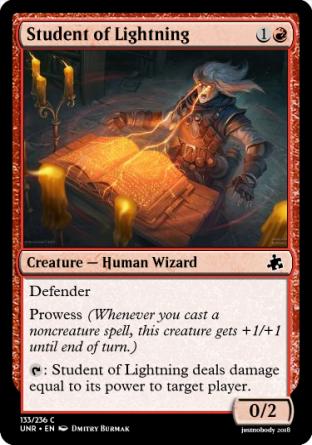 Student of Lightning 1
Creature — Human Wizard
Defender
Prowess (Whenever you cast a
noncreature spell, this creature gets +1/+1
until end of turn.)
: Student of Lightning deals damage
equal to its power to target player.
0/2
133/236 C
UNR • EN DMITRY BURMAK
justnobody 2018